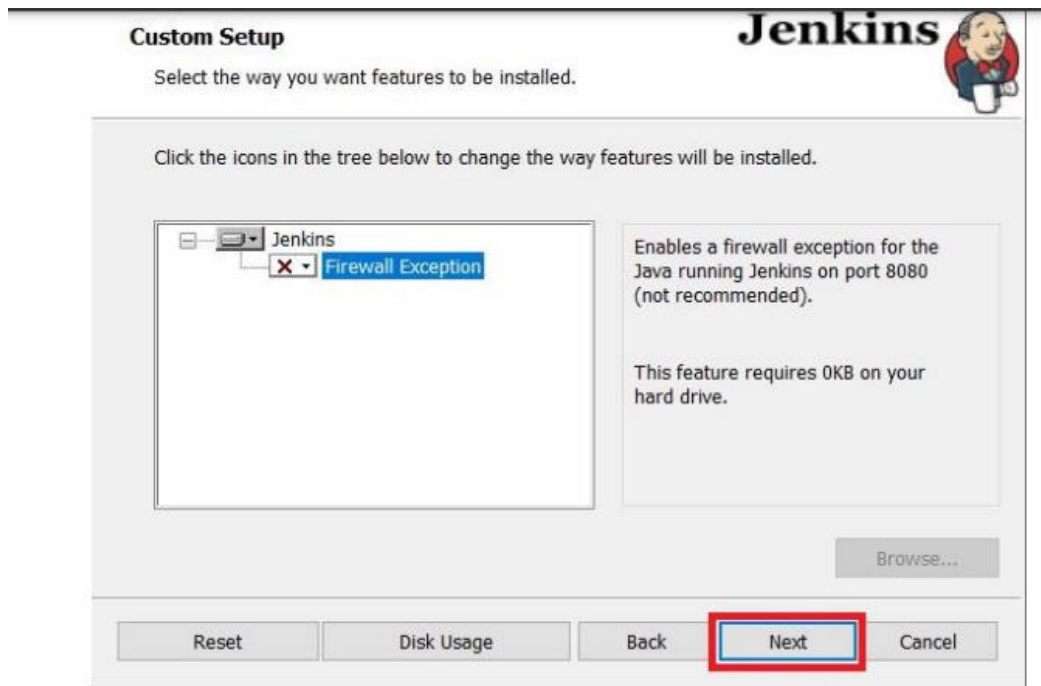 Custom Setup
Jenkins
Select the way you want features to be installed.
Click the icons in the tree below to change the way features will be installed.
Jenkins
Firewall Exception
Enables a firewall exception for the
Java running Jenkins on port 8080
(not recommended).
This feature requires 0KB on your
hard drive.
Browse...
Reset
Disk Usage
Back
Next
Cancel